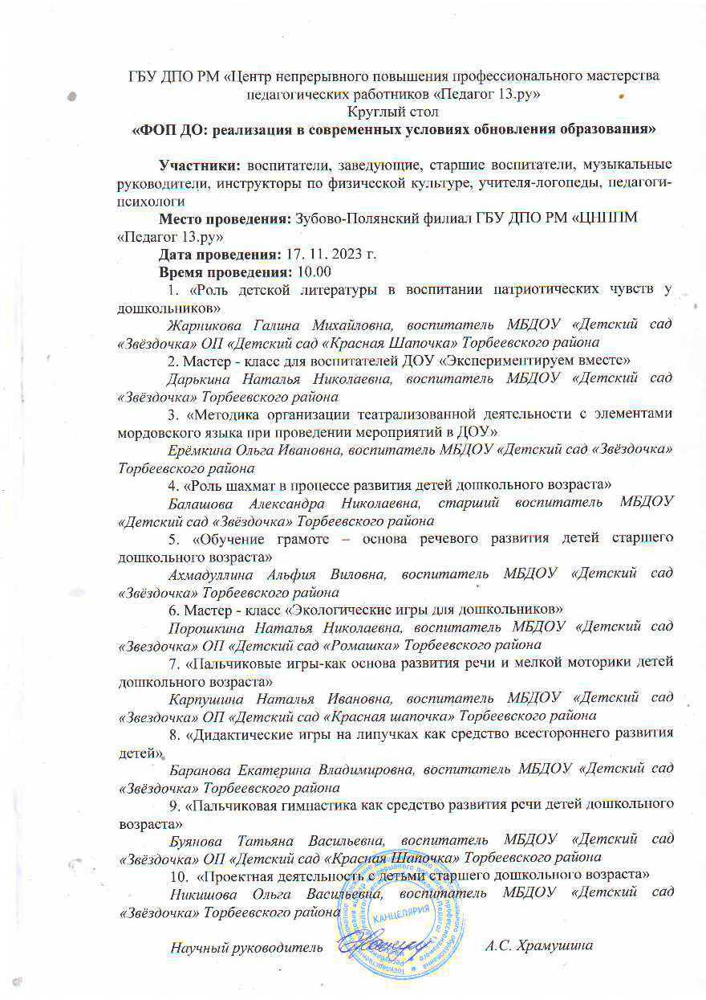 ГБУ ДПО РМ «Центр непрерывного повышения профессионального мастерства
педагогических работников «Педагог 13.ру»
Круглый стол
«ФОП ДО: реализация в современных условиях обновления образования»
Участники: воспитатели, заведующие, старшие воспитатели, музыкальные
руководители, инструкторы по физической культуре, учителя-логопеды, педагоги-
психологи
Место проведения: Зубово-Полянский филиал ГБУ ДПО РМ «ЦНППМ
«Педагог 13.ру»
Дата проведения: 17. 11. 2023 г.
Время проведения: 10.00
1. «Роль детской литературы в воспитании патриотических чувств у
дошкольников»
Жарникова Галина Михайловна, воспитатель МБДОУ «Детский сад
«Звёздочка» ОП «Детский сад «Красная Шапочка» Торбеевского района
2. Мастер - класс для воспитателей ДОУ «Экспериментируем вместе»
Дарькина Наталья Николаевна, воспитатель МБДОУ «Детский сад
«Звёздочка» Торбеевского района
3. «Методика организации театрализованной деятельности с элементами
мордовского языка при проведении мероприятий в ДОУ»
Ерёмкина Ольга Ивановна, воспитатель МБДОУ «Детский сад «Звёздочка»
Торбеевского района
4. «Роль шахмат в процессе развития детей дошкольного возраста»
Балашова Александра Николаевна, старший воспитатель МБДОУ
«Детский сад «Звёздочка» Торбеевского района
5. «Обучение грамоте – основа речевого развития детей старшего
дошкольного возраста»
Ахмадуллина Альфия Виловна, воспитатель МБДОУ «Детский сад
«Звёздочка» Торбеевского района
6. Мастер - класс «Экологические игры для дошкольников»
Порошкина Наталья Николаевна, воспитатель МБДОУ «Детский сад
«Звездочка» ОП «Детский сад «Ромашка» Торбеевского района
7. «Пальчиковые игры-как основа развития речи и мелкой моторики детей
дошкольного возраста»
Карпушина Наталья Ивановна, воспитатель МБДОУ «Детский сад
«Звездочка» ОП «Детский сад «Красная шапочка» Торбеевского района
8. «Дидактические игры на липучках как средство всестороннего развития
детей»
Баранова Екатерина Владимировна, воспитатель МБДОУ «Детский сад
«Звёздочка» Торбеевского района
9. «Пальчиковая гимнастика как средство развития речи детей дошкольного
возраста»
Буянова Татьяна Васильевна, воспитатель МБДОУ «Детский сад
«Звёздочка» ОП «Детский сад «Красная Шапочка» Торбеевского района
10. «Проектная деятельность с детьми старшего дошкольного возраста»
Никишова Ольга Васильевна, воспитатель МБДОУ «Детский сад
«Звёздочка» Торбеевского района
КАНЦЕЛЯРИЯ
Научный руководитель А.С. Храмушина